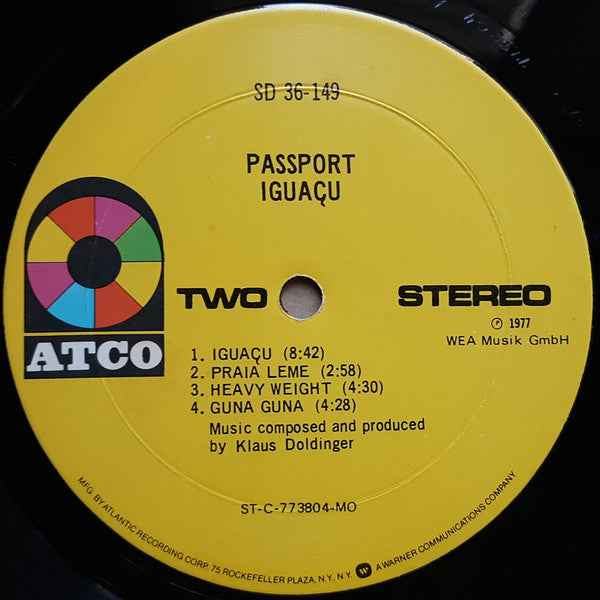 SD 36-149
PASSPORT
IGUAÇU
TWO
STEREO
℗ 1977
WEA Musik GmbH
ATCO
1. IGUAÇU (8:42)
2. PRAIA LEME (2:58)
3. HEAVY WEIGHT (4:30)
4. GUNA GUNA (4:28)
Music composed and produced
by Klaus Doldinger
ST-C-773804-MO
MFG. BY ATLANTIC RECORDING CORP. 75 ROCKEFELLER PLAZA, N.Y. N.Y. A WARNER COMMUNICATIONS COMPANY